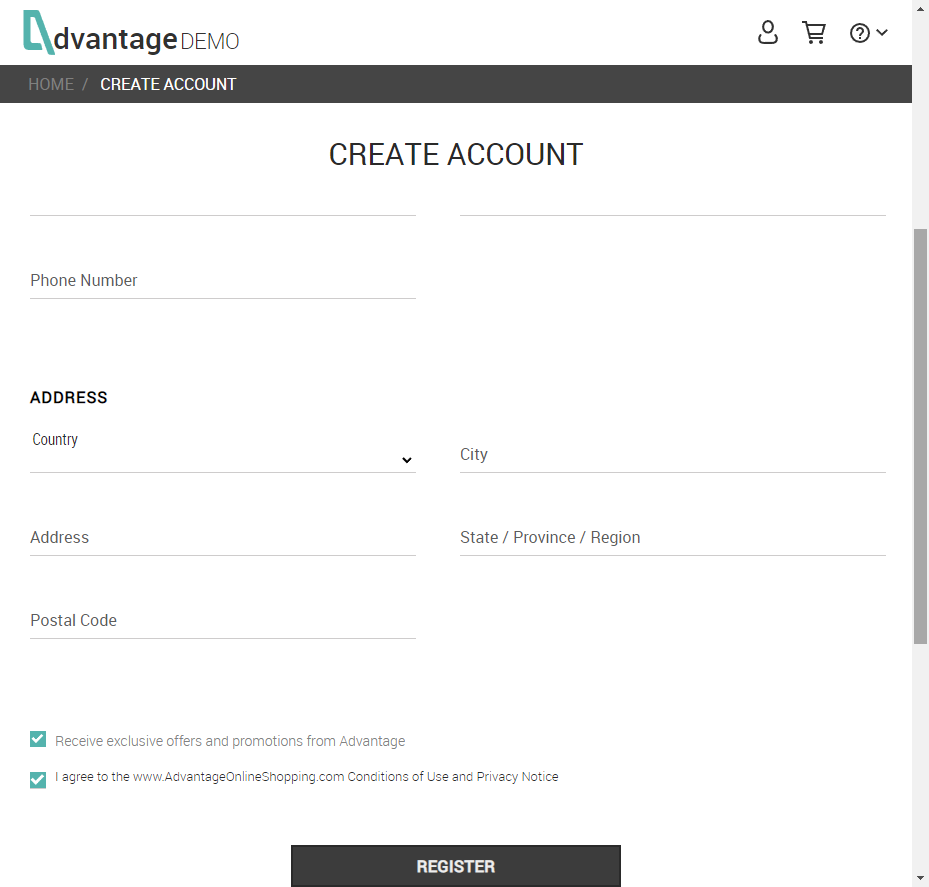 Advantage DEMO
HOME / CREATE ACCOUNT
CREATE ACCOUNT
Phone Number
ADDRESS
Country
City
Address
State / Province / Region
Postal Code
Receive exclusive offers and promotions from Advantage
I agree to the www.AdvantageOnlineShopping.com Conditions of Use and Privacy Notice
REGISTER